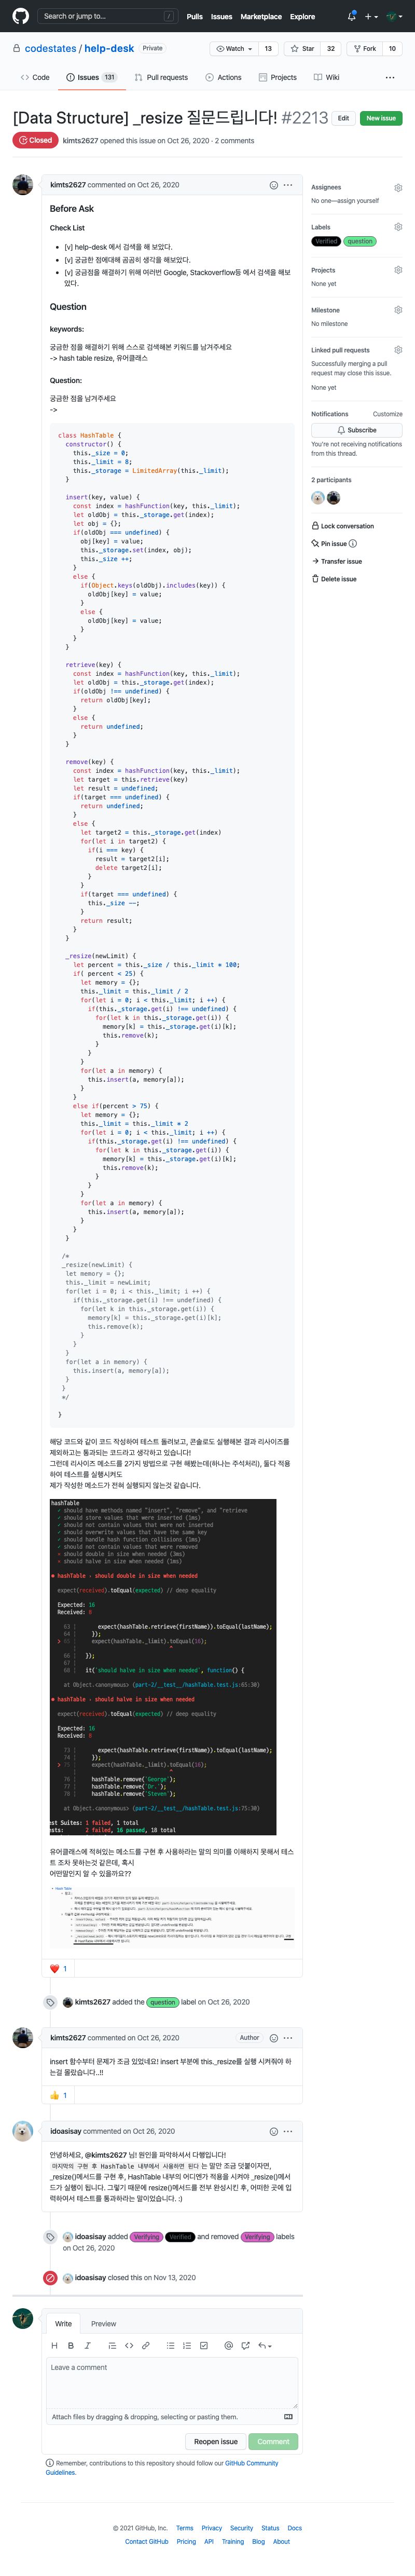 Search or jump to...
/
Pulls Issues Marketplace Explore
codestates / help-desk Private
Watch 13
Star 32
Fork 10
Code
Issues 131
Pull requests
Actions
Projects
Wiki
[Data Structure] _resize 질문드립니다! #2213
Edit
New issue
Closed
kimts2627 opened this issue on Oct 26, 2020 · 2 comments
kimts2627 commented on Oct 26, 2020
Before Ask
Check List
[v] help-desk 에서 검색을 해 보았다.
[v] 궁금한 점에대해 곰곰히 생각을 해보았다.
[v] 궁금점을 해결하기 위해 여러번 Google, Stackoverflow등 에서 검색을 해보
았다.
Question
keywords:
궁금한 점을 해결하기 위해 스스로 검색해본 키워드를 남겨주세요
-> hash table resize, 유어클래스
Question:
궁금한 점을 남겨주세요
->
class HashTable {
constructor() {
this._size = 0;
this._limit = 8;
this._storage = LimitedArray(this._limit);
}
insert(key, value) {
const index = hashFunction(key, this._limit);
let oldObj = this._storage.get(index);
let obj = {};
if(oldObj === undefined) {
obj[key] = value;
this._storage.set(index, obj);
this._size ++;
}
else {
if(Object.keys(oldObj).includes(key)) {
oldObj[key] = value;
}
else {
oldObj[key] = value;
}
}
}
retrieve(key) {
const index = hashFunction(key, this._limit);
let oldObj = this._storage.get(index);
if(oldObj !== undefined) {
return oldObj[key];
}
else {
return undefined;
}
}
remove(key) {
const index = hashFunction(key, this._limit);
let target = this.retrieve(key)
let result = undefined;
if(target === undefined) {
return undefined;
}
else {
let target2 = this._storage.get(index)
for(let i in target2) {
if(i === key) {
result = target2[i];
delete target2[i];
}
}
if(target === undefined) {
this._size --;
}
return result;
}
}
_resize(newLimit) {
let percent = this._size / this._limit * 100;
if( percent < 25) {
let memory = {};
this._limit = this._limit / 2
for(let i = 0; i < this._limit; i ++) {
if(this._storage.get(i) !== undefined) {
for(let k in this._storage.get(i)) {
memory[k] = this._storage.get(i)[k];
this.remove(k);
}
}
}
for(let a in memory) {
this.insert(a, memory[a]);
}
}
else if(percent > 75) {
let memory = {};
this._limit = this._limit * 2
for(let i = 0; i < this._limit; i ++) {
if(this._storage.get(i) !== undefined) {
for(let k in this._storage.get(i)) {
memory[k] = this._storage.get(i)[k];
this.remove(k);
}
}
}
for(let a in memory) {
this.insert(a, memory[a]);
}
}
}
/*
_resize(newLimit) {
let memory = {};
this._limit = newLimit;
for(let i = 0; i < this._limit; i ++) {
if(this._storage.get(i) !== undefined) {
for(let k in this._storage.get(i)) {
memory[k] = this._storage.get(i)[k];
this.remove(k);
}
}
}
for(let a in memory) {
this.insert(a, memory[a]);
}
}
*/
}
해당 코드와 같이 코드 작성하여 테스트 돌려보고, 콘솔로도 실행해본 결과 리사이즈를
제외하고는 통과되는 코드라고 생각하고 있습니다!
그런데 리사이즈 메소드를 2가지 방법으로 구현 해봤는데(하나는 주석처리), 둘다 적용
하여 테스트를 실행시켜도
제가 작성한 메소드가 전혀 실행되지 않는것 같습니다.
hashTable
✓ should have methods named "insert", "remove", and "retrieve
✓ should store values that were inserted (1ms)
✓ should not contain values that were not inserted
✓ should overwrite values that have the same key
✓ should handle hash function collisions (1ms)
✓ should not contain values that were removed
✕ should double in size when needed (3ms)
✕ should halve in size when needed (1ms)
● hashTable › should double in size when needed
expect(received).toEqual(expected) // deep equality
Expected: 16
Received: 8
63 | expect(hashTable.retrieve(firstName)).toEqual(lastName);
64 | });
> 65 | expect(hashTable._limit).toEqual(16);
| ^
66 | });
67 |
68 | it('should halve in size when needed', function() {
at Object.<anonymous> (part-2/__test__/hashTable.test.js:65:30)
● hashTable › should halve in size when needed
expect(received).toEqual(expected) // deep equality
Expected: 16
Received: 8
73 | expect(hashTable.retrieve(firstName)).toEqual(lastName);
74 | });
> 75 | expect(hashTable._limit).toEqual(16);
| ^
76 | hashTable.remove('George');
77 | hashTable.remove('Dr.');
78 | hashTable.remove('Steven');
at Object.<anonymous> (part-2/__test__/hashTable.test.js:75:30)
est Suites: 1 failed, 1 total
sts: 2 failed, 16 passed, 18 total
유어클래스에 적혀있는 메소드를 구현 후 사용하라는 말의 의미를 이해하지 못해서 테스
트 조차 못하는것 같은데, 혹시
어떤말인지 알 수 있을까요??
Hash Table
1
kimts2627 added the question label on Oct 26, 2020
kimts2627 commented on Oct 26, 2020
Author
insert 함수부터 문제가 조금 있었네요! insert 부분에 this._resize를 실행 시켜줘야 하
는걸 몰랐습니다..!!
1
idoasisay commented on Oct 26, 2020
안녕하세요, @kimts2627 님! 원인을 파악하셔서 다행입니다!
마지막의 구현 후 HashTable 내부에서 사용하면 된다 는 말만 조금 덧붙이자면,
_resize()메서드를 구현 후, HashTable 내부의 어디엔가 적용을 시켜야 _resize()메서
드가 실행이 됩니다. 그렇기 때문에 resize()메서드를 전부 완성시킨 후, 어떠한 곳에 입
력하여서 테스트를 통과하라는 말이었습니다. :)
idoasisay added Verifying Verified and removed Verifying labels
on Oct 26, 2020
idoasisay closed this on Nov 13, 2020
Write
Preview
Leave a comment
Attach files by dragging & dropping, selecting or pasting them.
Reopen issue
Comment
Remember, contributions to this repository should follow our GitHub Community
Guidelines.
Assignees
No one—assign yourself
Labels
Verified question
Projects
None yet
Milestone
No milestone
Linked pull requests
Successfully merging a pull
request may close this issue.
None yet
Notifications
Customize
Subscribe
You're not receiving notifications
from this thread.
2 participants
Lock conversation
Pin issue
Transfer issue
Delete issue
© 2021 GitHub, Inc. Terms Privacy Security Status Docs
Contact GitHub Pricing API Training Blog About